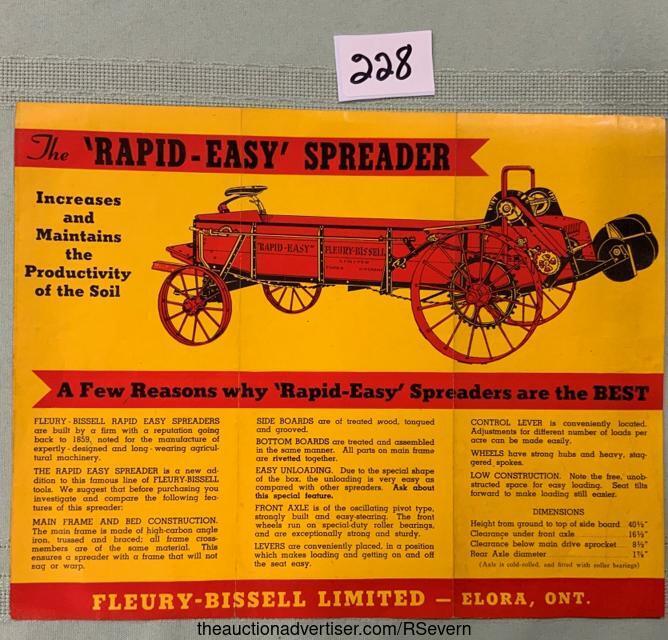 228
The 'RAPID-EASY' SPREADER
Increases
and
Maintains
the
Productivity
of the Soil
"RAPID-EASY" FLEURY-BISSELL
LIMITED
A Few Reasons why 'Rapid-Easy' Spreaders are the BEST
FLEURY-BISSELL RAPID EASY SPREADERS
are built by a firm with a reputation going
back to 1859, noted for the manufacture of
expertly-designed and long-wearing agricul-
tural machinery.
THE RAPID EASY SPREADER is a new ad-
dition to this famous line of FLEURY-BISSELL
tools. We suggest that before purchasing you
investigate and compare the following fea-
tures of this spreader:
MAIN FRAME AND BED CONSTRUCTION.
The main frame is made of high-carbon angle
iron, trussed and braced; all frame cross-
members are of the same material. This
ensures a spreader with a frame that will not
sag or warp.
SIDE BOARDS are of treated wood, tongued
and grooved.
BOTTOM BOARDS are treated and assembled
in the same manner. All parts on main frame
are rivetted together.
EASY UNLOADING. Due to the special shape
of the box, the unloading is very easy as
compared with other spreaders. Ask about
this special feature.
FRONT AXLE is of the oscillating pivot type,
strongly built and easy-steering. The front
wheels run on special-duty roller bearings,
and are exceptionally strong and sturdy.
LEVERS are conveniently placed, in a position
which makes loading and getting on and off
the seat easy.
CONTROL LEVER is conveniently located.
Adjustments for different number of loads per
acre can be made easily.
WHEELS have strong hubs and heavy, stag-
gered spokes.
LOW CONSTRUCTION. Note the free, unob-
structed space for easy loading. Seat tilts
forward to make loading still easier.
DIMENSIONS
Height from ground to top of side board 40½"
Clearance under front axle 16½"
Clearance below main drive sprocket 8½"
Rear Axle diameter
(Axle is cold-rolled, and fitted with roller bearings)
FLEURY-BISSELL LIMITED — ELORA, ONT.
theauctionadvertiser.com/RSevern